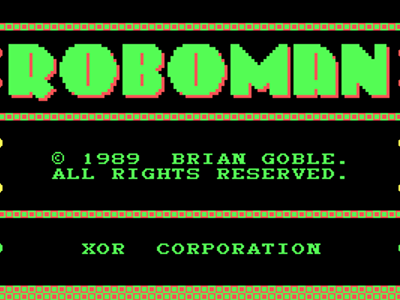 ROBOMAN
© 1989 BRIAN GOBLE.
ALL RIGHTS RESERVED.
XOR CORPORATION